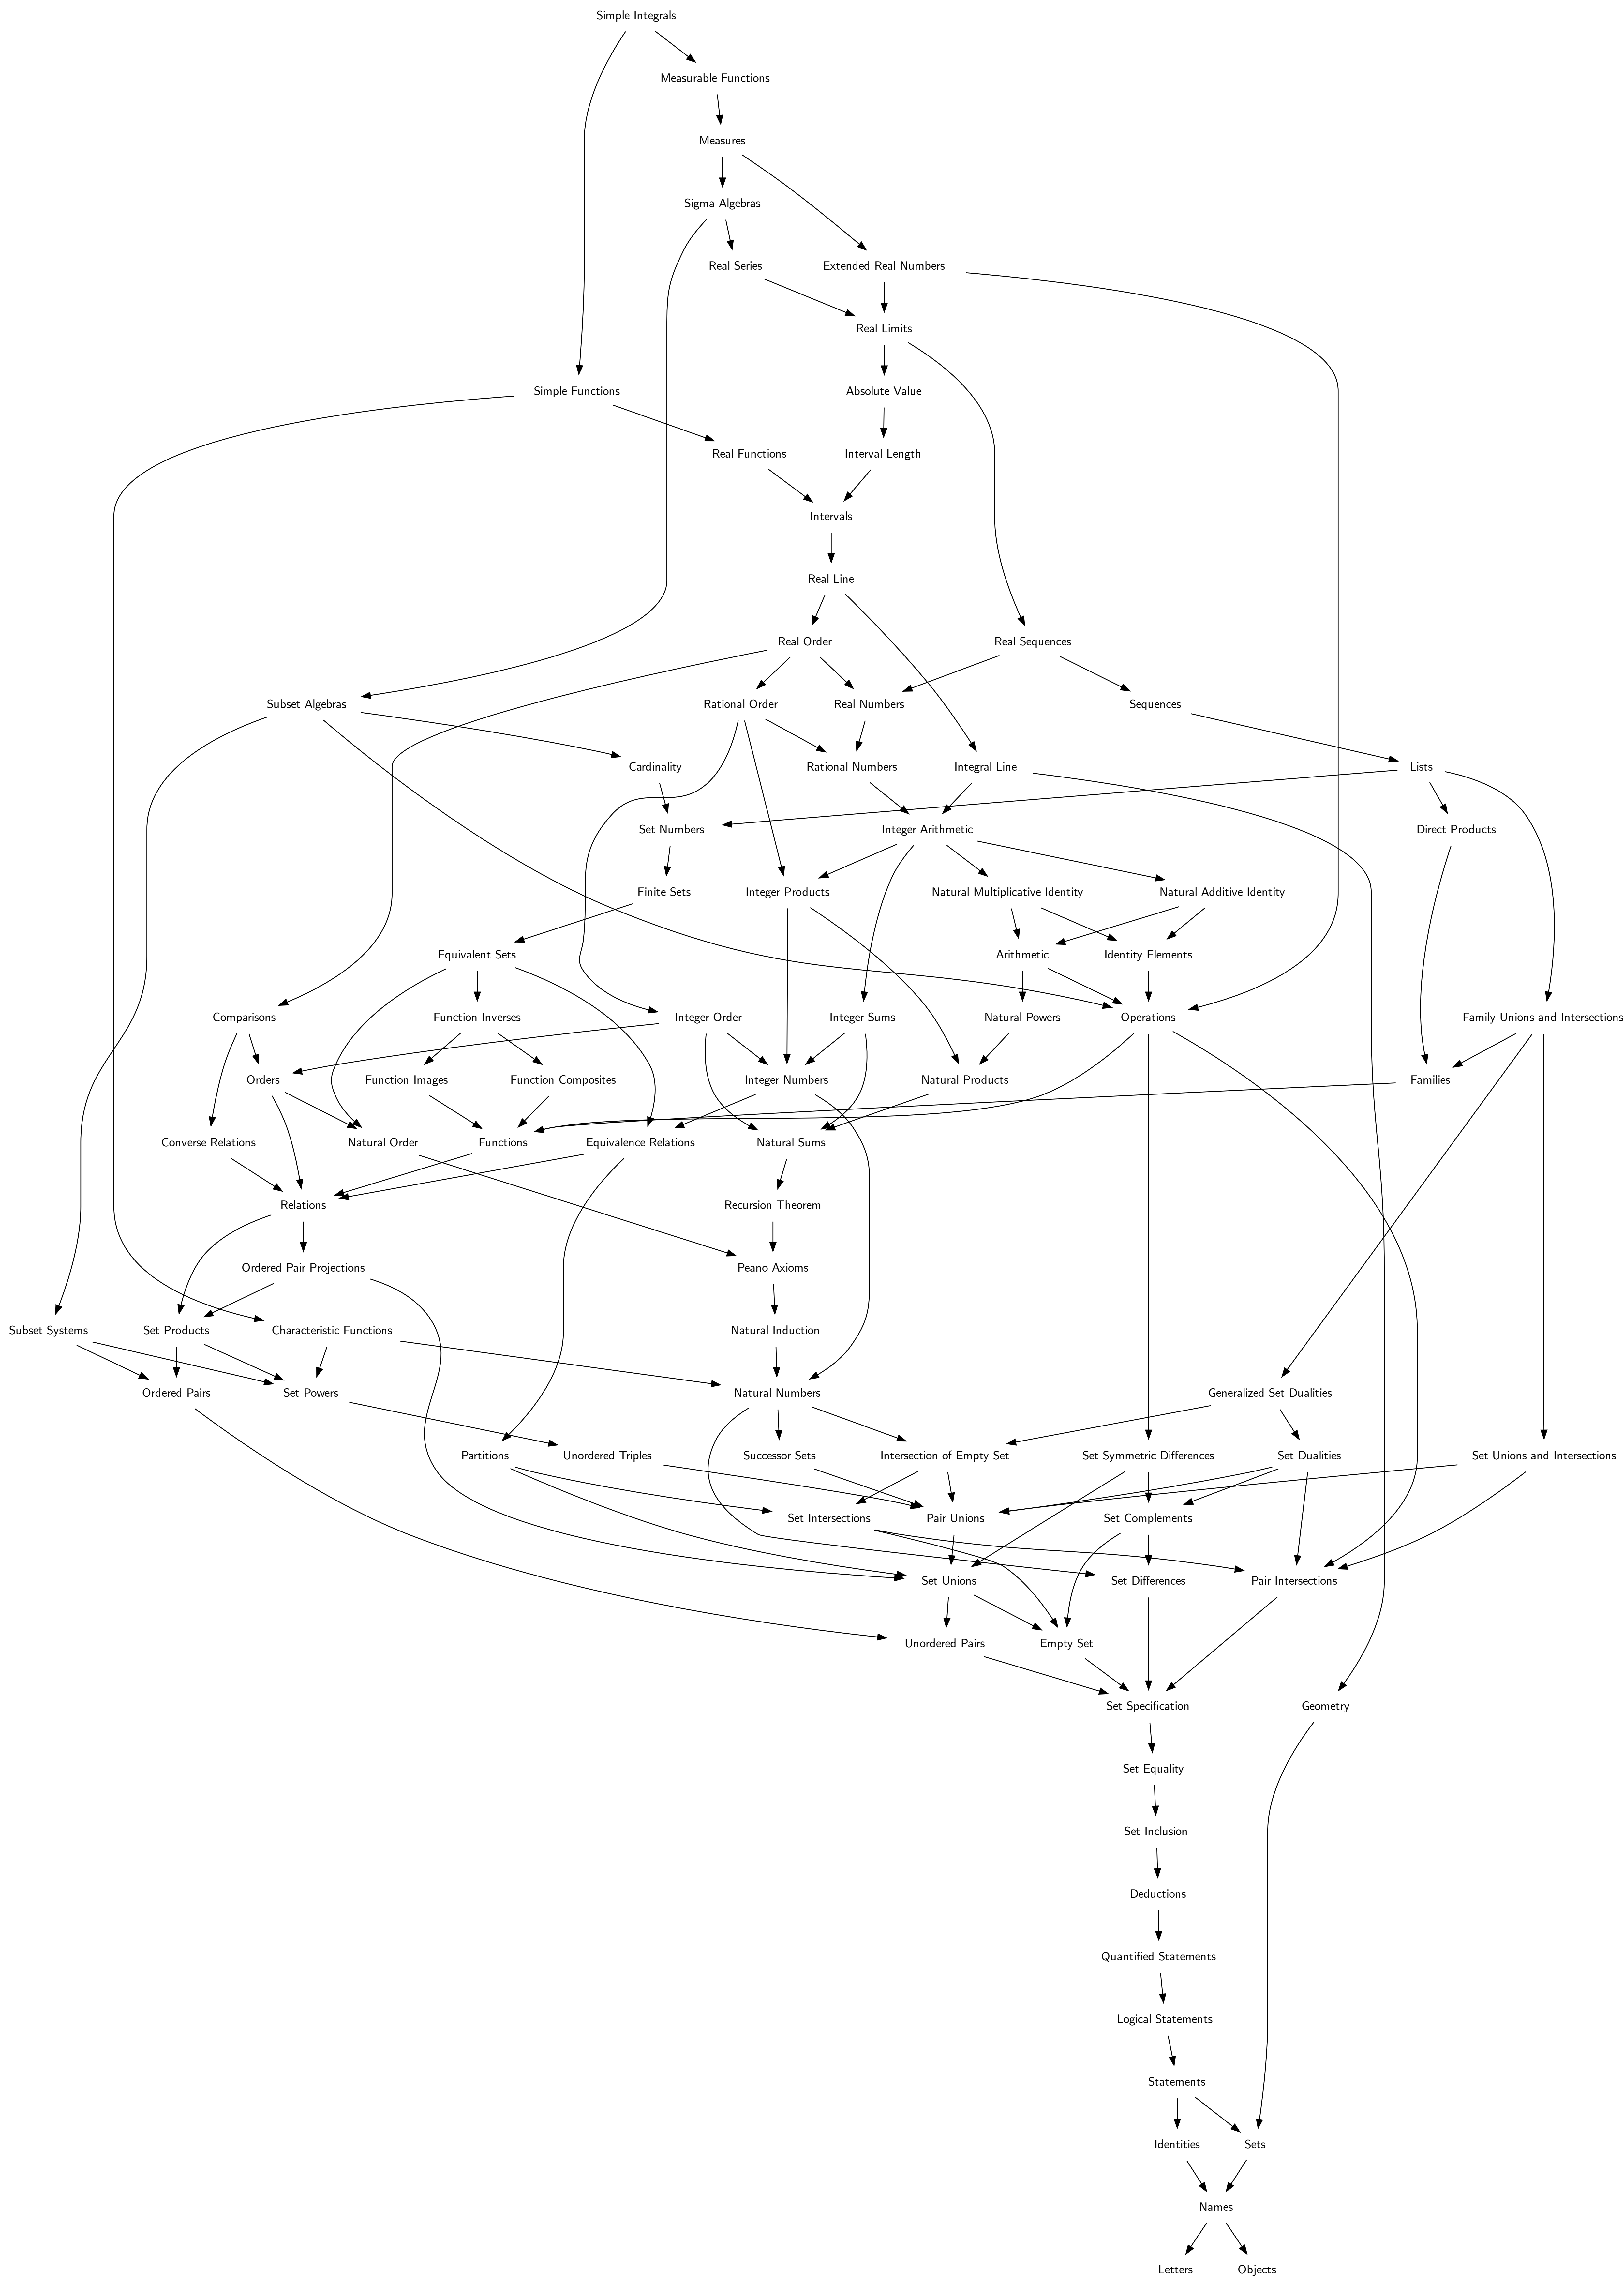 Simple Integrals
Measurable Functions
Measures
Sigma Algebras
Real Series
Extended Real Numbers
Real Limits
Simple Functions
Absolute Value
Real Functions
Interval Length
Intervals
Real Line
Real Order
Real Sequences
Subset Algebras
Rational Order
Real Numbers
Sequences
Cardinality
Rational Numbers
Integral Line
Lists
Set Numbers
Integer Arithmetic
Direct Products
Finite Sets
Integer Products
Natural Multiplicative Identity
Natural Additive Identity
Equivalent Sets
Arithmetic
Identity Elements
Comparisons
Function Inverses
Integer Order
Integer Sums
Natural Powers
Operations
Family Unions and Intersections
Orders
Function Images
Function Composites
Integer Numbers
Natural Products
Families
Converse Relations
Natural Order
Functions
Equivalence Relations
Natural Sums
Relations
Recursion Theorem
Ordered Pair Projections
Peano Axioms
Subset Systems
Set Products
Characteristic Functions
Natural Induction
Ordered Pairs
Set Powers
Natural Numbers
Generalized Set Dualities
Partitions
Unordered Triples
Successor Sets
Intersection of Empty Set
Set Symmetric Differences
Set Dualities
Set Unions and Intersections
Set Intersections
Pair Unions
Set Complements
Set Unions
Set Differences
Pair Intersections
Unordered Pairs
Empty Set
Set Specification
Geometry
Set Equality
Set Inclusion
Deductions
Quantified Statements
Logical Statements
Statements
Identities
Sets
Names
Letters
Objects